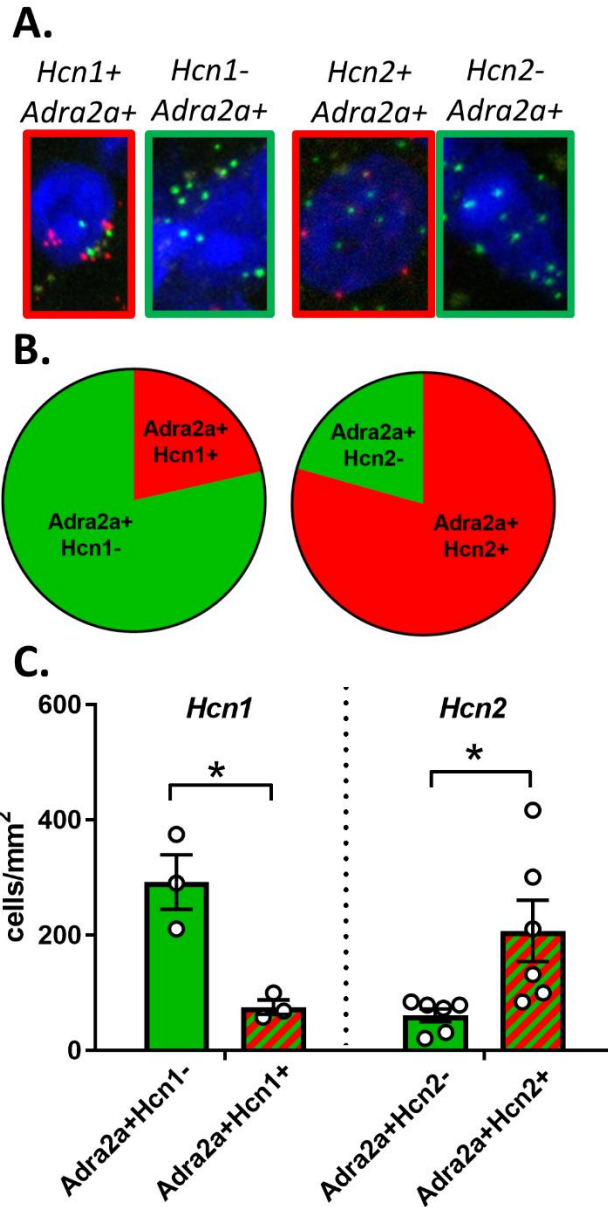 A.
Hcn1+
Adra2a+
Hcn1-
Adra2a+
Hcn2+
Adra2a+
Hcn2-
Adra2a+
B.
Adra2a+
Hcn1+
Adra2a+
Hcn1-
Adra2a+
Hcn2-
Adra2a+
Hcn2+
C.
600
400
200
0
cells/mm²
Hcn1
Hcn2
*
*
Adra2a+Hcn1-
Adra2a+Hcn1+
Adra2a+Hcn2-
Adra2a+Hcn2+